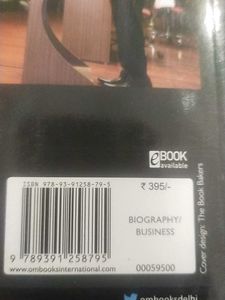 eBOOK
available
ISBN 978-93-91258-79-5
₹ 395/-
BIOGRAPHY/
BUSINESS
9 789391 258795
www.ombooksinternational.com
00059500
Cover design: The Book Bakers
ombooksdelhi